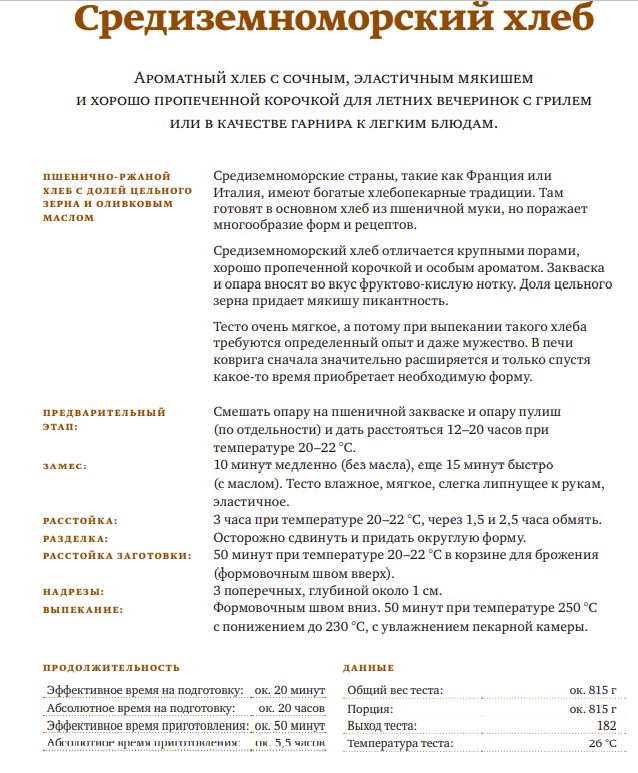 Средиземноморский хлеб
Ароматный хлеб с сочным, эластичным мякишем
и хорошо пропеченной корочкой для летних вечеринок с грилем
или в качестве гарнира к легким блюдам.
пшенично-ржаной
хлеб с долей цельного
зерна и оливковым
маслом
Средиземноморские страны, такие как Франция или
Италия, имеют богатые хлебопекарные традиции. Там
готовят в основном хлеб из пшеничной муки, но поражает
многообразие форм и рецептов.
Средиземноморский хлеб отличается крупными порами,
хорошо пропеченной корочкой и особым ароматом. Закваска
и опара вносят во вкус фруктово-кислую нотку. Доля цельного
зерна придает мякишу пикантность.
Тесто очень мягкое, а потому при выпекании такого хлеба
требуются определенный опыт и даже мужество. В печи
коврига сначала значительно расширяется и только спустя
какое-то время приобретает необходимую форму.
предварительный
этап:
Смешать опару на пшеничной закваске и опару пулиш
(по отдельности) и дать расстояться 12–20 часов при
температуре 20–22 °C.
замес:
10 минут медленно (без масла), еще 15 минут быстро
(с маслом). Тесто влажное, мягкое, слегка липнущее к рукам,
эластичное.
расстойка:
3 часа при температуре 20–22 °C, через 1,5 и 2,5 часа обмять.
разделка:
Осторожно сдвинуть и придать округлую форму.
расстойка заготовки:
50 минут при температуре 20–22 °C в корзине для брожения
(формовочным швом вверх).
надрезы:
3 поперечных, глубиной около 1 см.
выпекание:
Формовочным швом вниз. 50 минут при температуре 250 °C
с понижением до 230 °C, с увлажнением пекарной камеры.
продолжительность
Эффективное время на подготовку: ок. 20 минут
Абсолютное время на подготовку: ок. 20 часов
Эффективное время приготовления: ок. 50 минут
Абсолютное время приготовления: ок. 5,5 часов
данные
Общий вес теста: ок. 815 г
Порция: ок. 815 г
Выход теста: 182
Температура теста: 26 °C